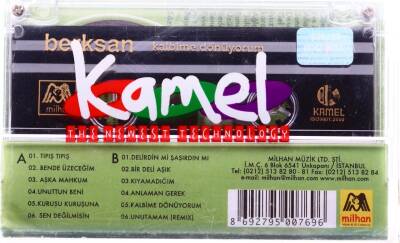 berksan
kalbime dönüyorum
Kamel
THE NEWEST TECHNOLOGY
milhan
KAMEL
A
01. TIPIŞ TIPIŞ
02. BENDE ÜZECEĞİM
03. AŞKA MAHKUM
04. UNUTTUN BENİ
05. KURUSU KURUSUNA
06. SEN DEĞİLMİSİN
B
01. DELİRDİN Mİ ŞAŞIRDIN MI
02. BİR DELİ AŞIK
03. KIYAMADIĞIM
04. ANLAMAN GEREK
05. KALBİME DÖNÜYORUM
06. UNUTAMAM (REMIX)
MİLHAN MÜZİK LTD. ŞTİ.
İ.M.Ç. 6 Blok 6541 Unkapanı / İSTANBUL
Tel: (0212) 513 82 80 - 81 Fax: (0212) 513 82 84
e-mail: milhan@milhan.com www.milhan.com
8 692795 007696
milhan